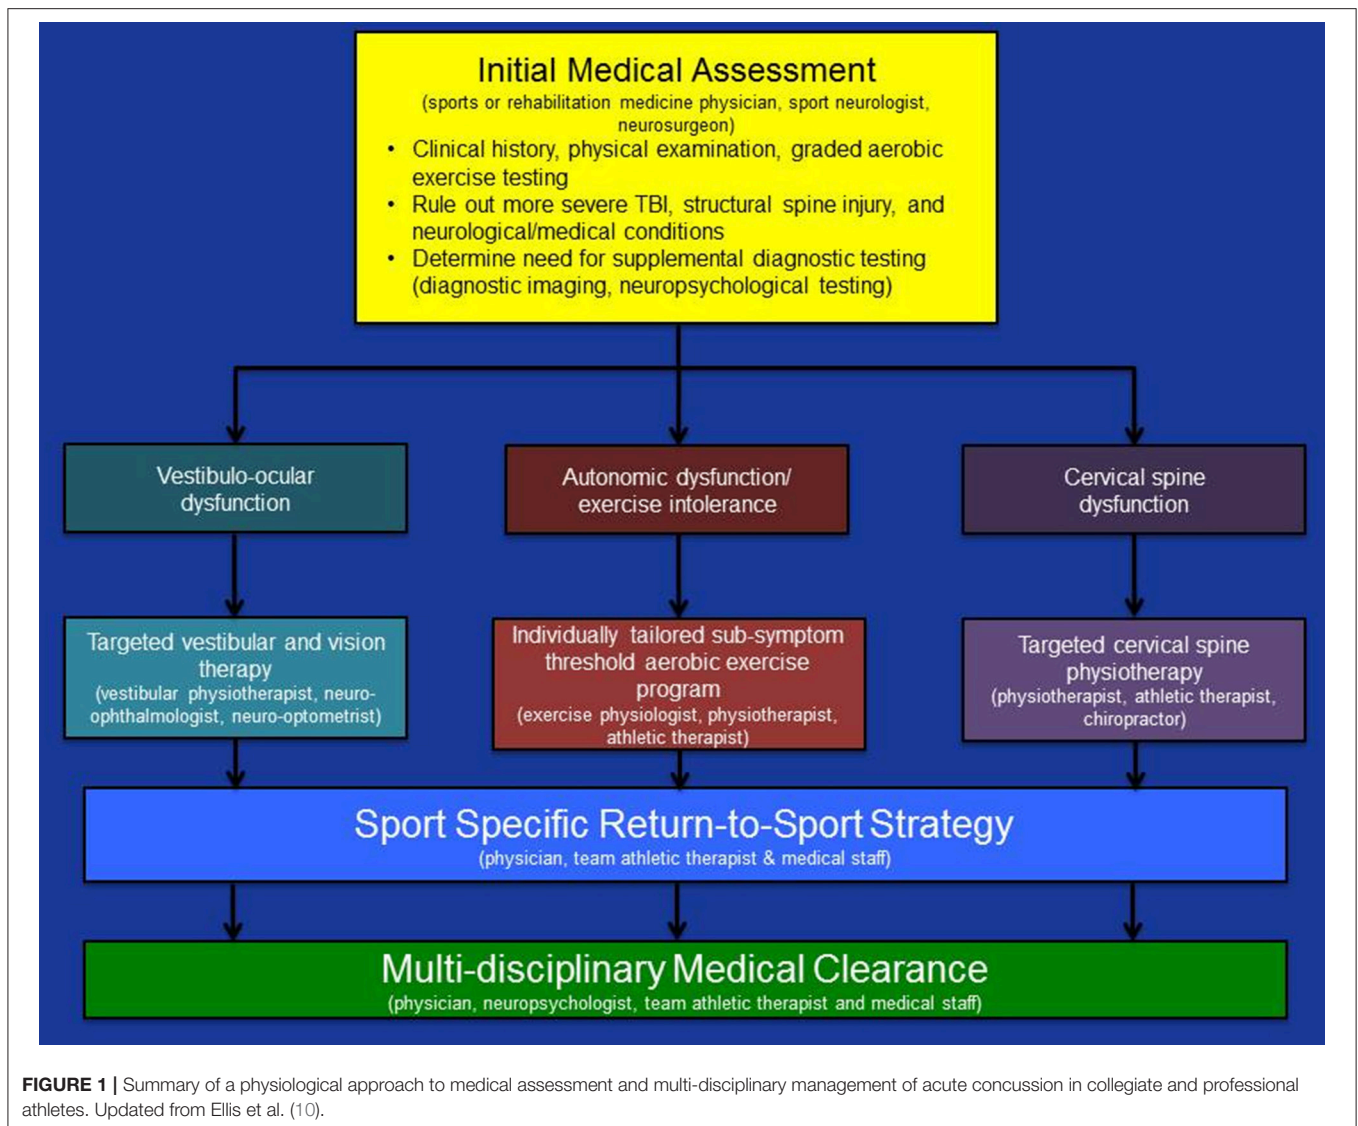 Initial Medical Assessment
(sports or rehabilitation medicine physician, sport neurologist,
neurosurgeon)
• Clinical history, physical examination, graded aerobic
exercise testing
• Rule out more severe TBI, structural spine injury, and
neurological/medical conditions
• Determine need for supplemental diagnostic testing
(diagnostic imaging, neuropsychological testing)
Vestibulo-ocular
dysfunction
Autonomic dysfunction/
exercise intolerance
Cervical spine
dysfunction
Targeted vestibular and vision
therapy
(vestibular physiotherapist, neuro-
ophthalmologist, neuro-optometrist)
Individually tailored sub-symptom
threshold aerobic exercise
program
(exercise physiologist, physiotherapist,
athletic therapist)
Targeted cervical spine
physiotherapy
(physiotherapist, athletic therapist,
chiropractor)
Sport Specific Return-to-Sport Strategy
(physician, team athletic therapist & medical staff)
Multi-disciplinary Medical Clearance
(physician, neuropsychologist, team athletic therapist and medical staff)
FIGURE 1 | Summary of a physiological approach to medical assessment and multi-disciplinary management of acute concussion in collegiate and professional
athletes. Updated from Ellis et al. (10).